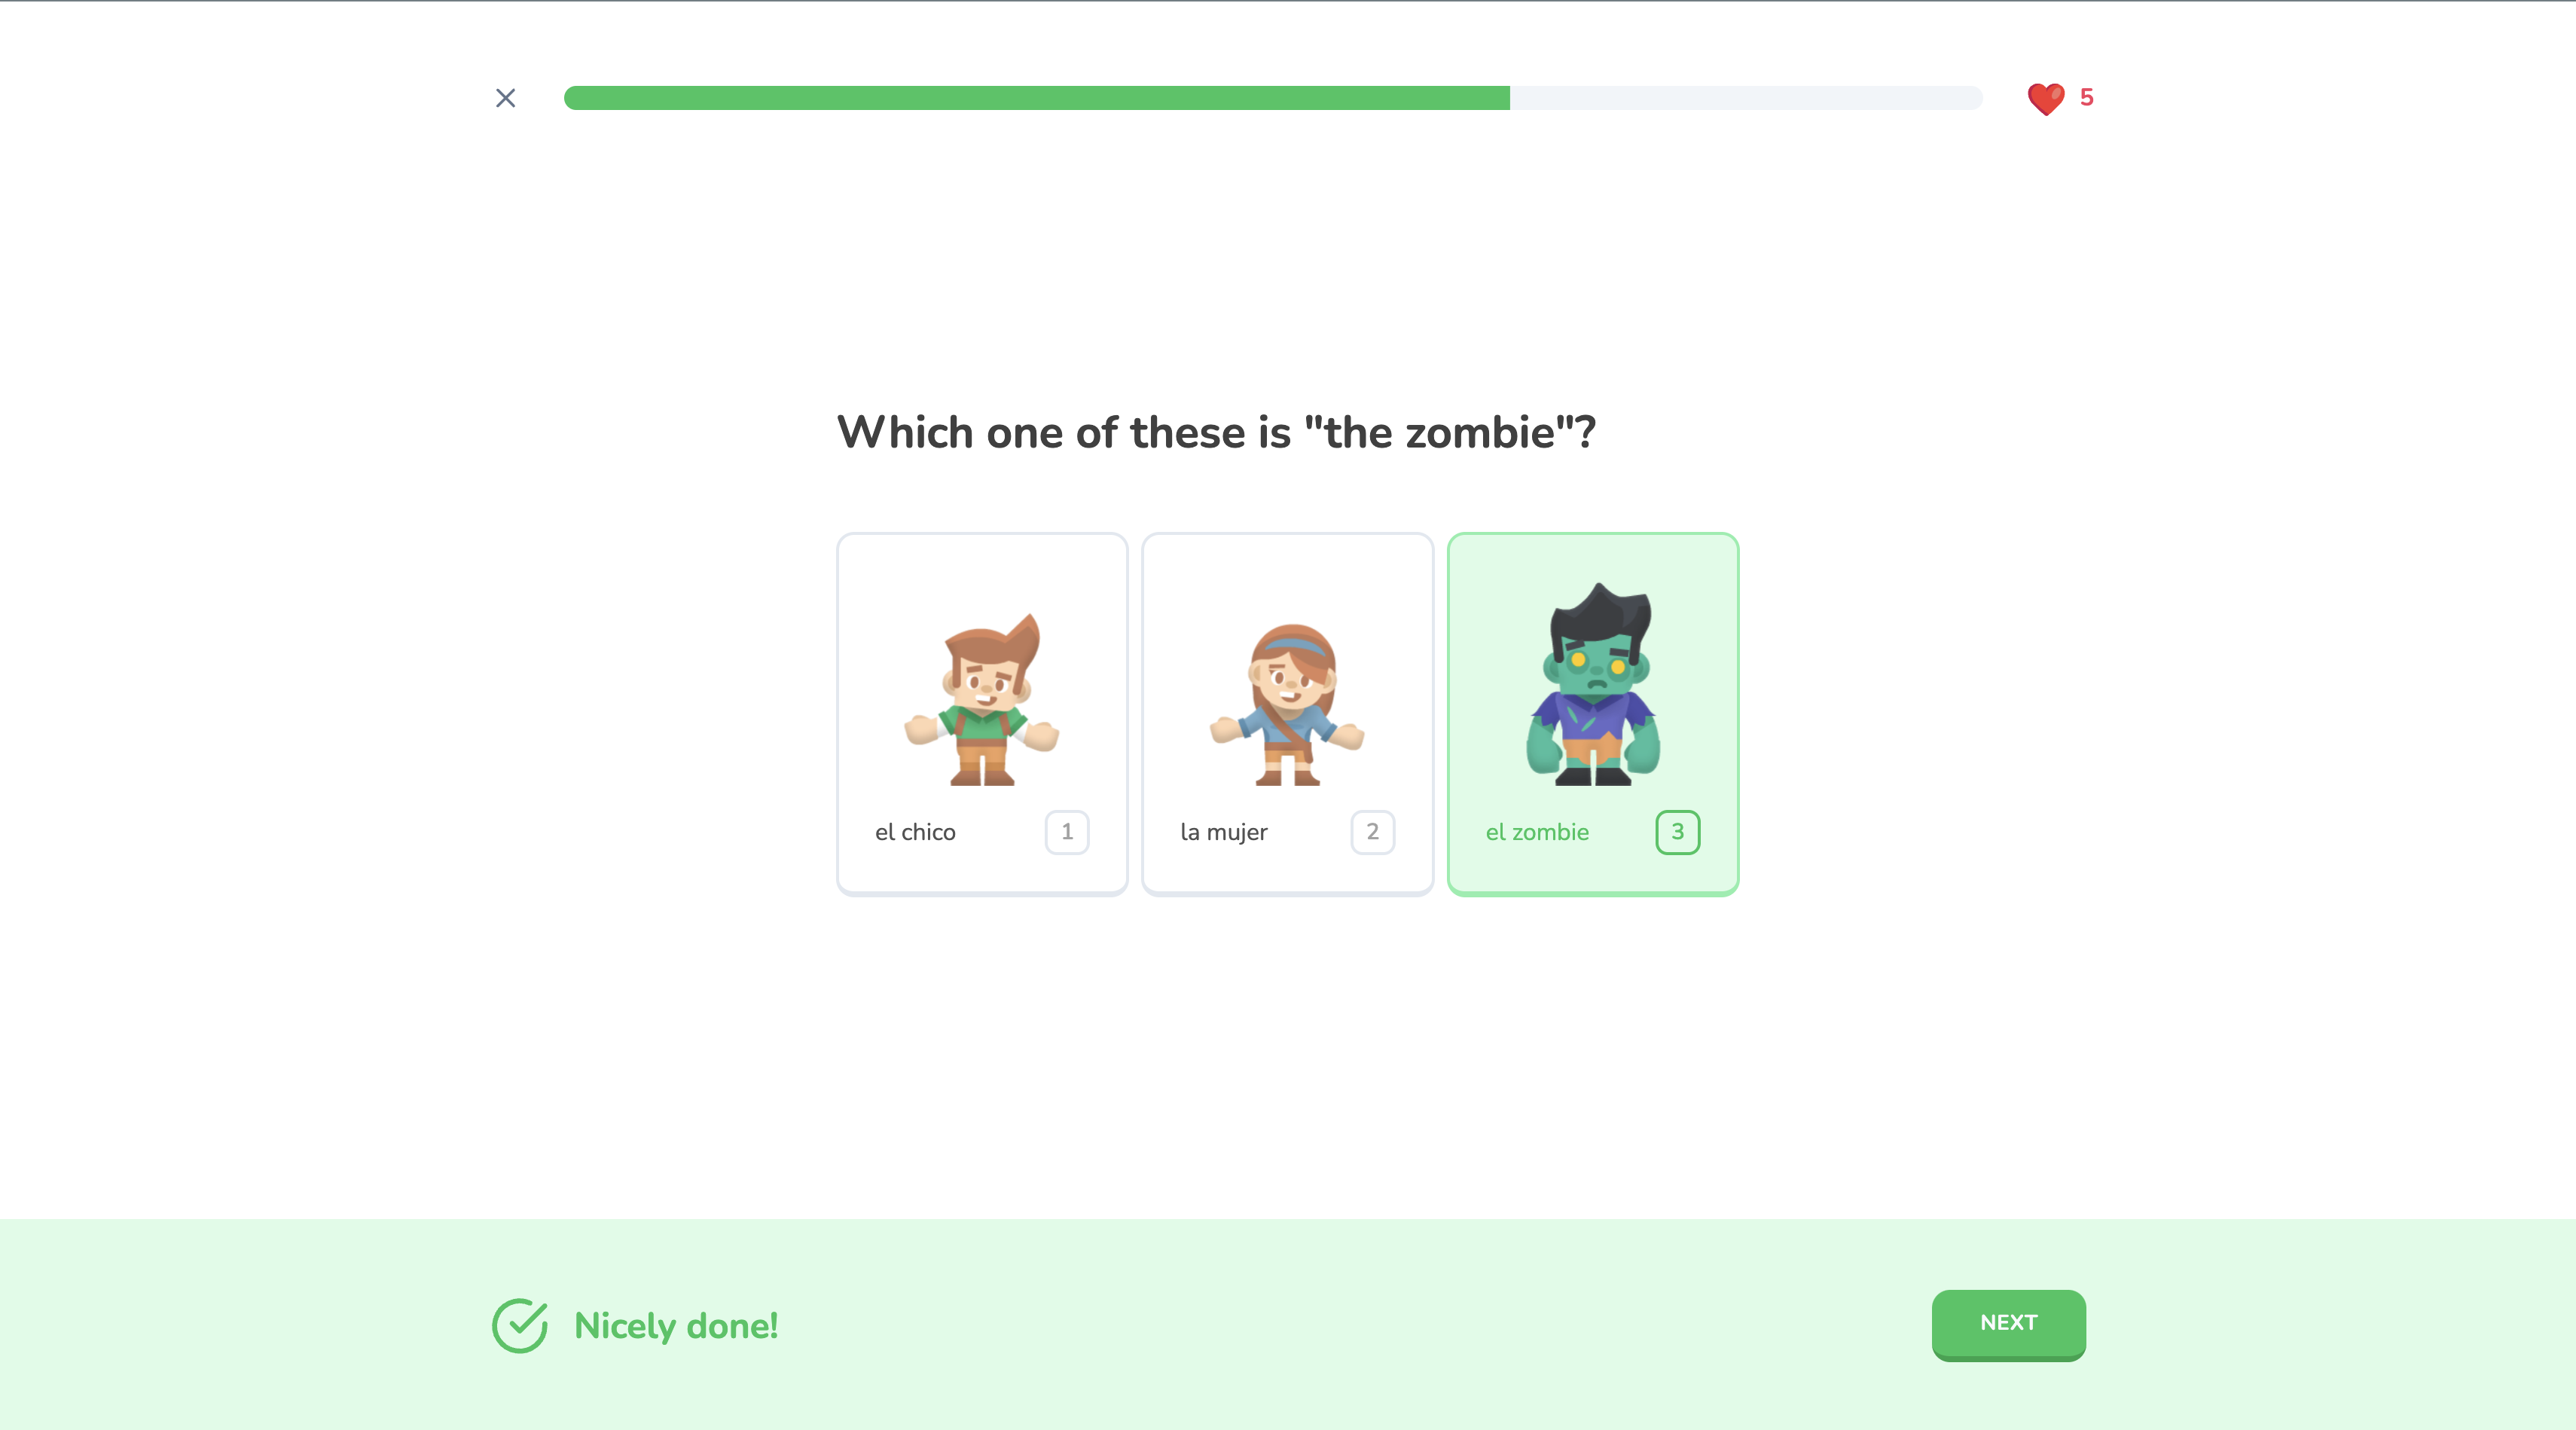 5
Which one of these is "the zombie"?
el chico 1
la mujer 2
el zombie 3
Nicely done!
NEXT